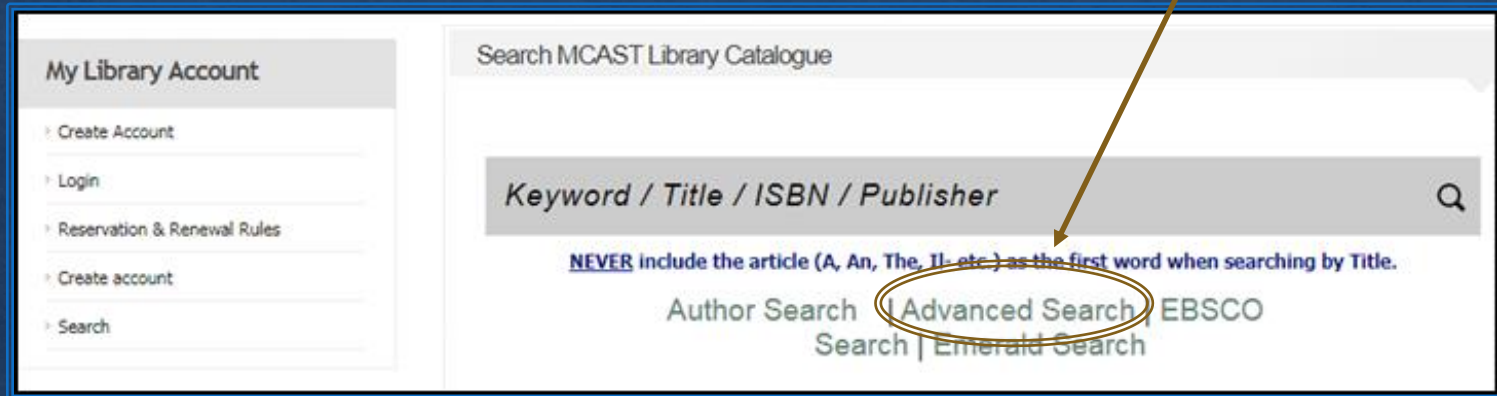 My Library Account
Create Account
Login
Reservation & Renewal Rules
Create account
Search
Search MCAST Library Catalogue
Keyword / Title / ISBN / Publisher
NEVER include the article (A, An, The, Il- etc.) as the first word when searching by Title.
Author Search | Advanced Search | EBSCO
Search | Emerald Search